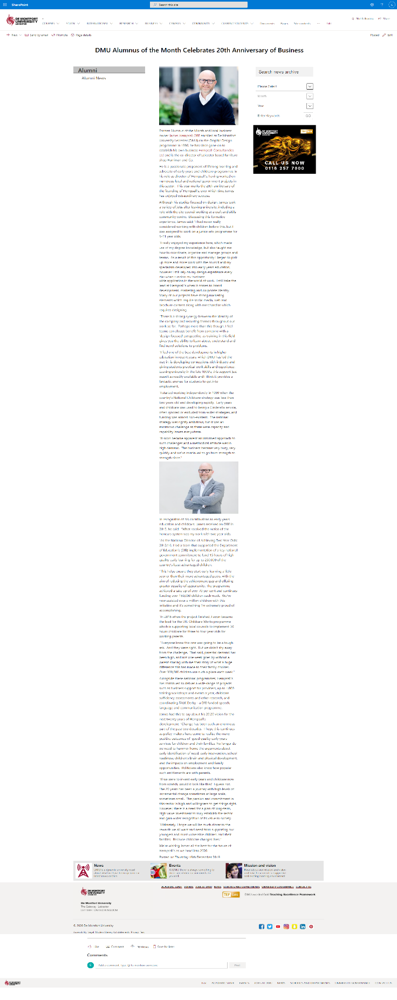 SharePoint
Search this site
?
DE MONTFORT
UNIVERSITY
LEICESTER
COURSES
STUDY
INTERNATIONAL
RESEARCH
BUSINESS
CAMPUS
COMMUNITY
CURRENT STUDENTS
Documents
Pages
Site contents
...
Edit
Not following
Share
New
Send by email
Promote
Page details
Posted
Edit
DMU Alumnus of the Month Celebrates 20th Anniversary of Business
Alumni
Alumni News
Former Alumnus of the Month and local business
owner James Hempsall OBE enrolled at De Montfort
University Leicester (DMU) on the Graphic Design
programme in 1986, he has since gone on to
establish his own business Hempsall Consultancies
Ltd and is the co-director of Leicester based furniture
shop Harriman and Co.
He is a passionate proponent of lifelong learning and
advocate of early years and childcare programmes in
his role as director of Hempsall's, having worked on
numerous local and national government projects in
this sector. This year marks the 20th anniversary of
the founding of Hempsall's, over which time James
has enjoyed extraordinary success.
Although his studies focused on design, James took
a variety of jobs after leaving university, including a
role with the city council working at a craft and skills
community centre. Discussing this formative
experience, James said: "I had never really
considered working with children before this, but I
was assigned to work on a junior arts programme for
5-11 year olds.
"I really enjoyed my experience here, which made
use of my degree knowledge, but also taught me
how to coordinate, organise and manage groups and
teams. As a result of this opportunity I began to pick
up more and more work with the council and my
specialism developed into early years education,
however I still rely on my design experience every
day when running my business.
wide application in the world of work. I still take the
lead at Hempsall's when it comes to brand
development, marketing and corporate identity.
Many of our projects have strong marketing
elements which require social media, web and
brochure content along with merchandise which
requires designing.
"There is a strong synergy between the identity of
the company and recurring themes throughout our
work so far. Perhaps more than this though, I feel
teams can always benefit from someone with a
'design focused' perspective, as training in this field
gives you the ability to learn about, understand and
find novel solutions to problems.
"I feel one of the best developments in higher
education in recent years, which DMU has led the
way in, is developing connections with industry and
giving students practical work skills and experience.
Leaving university in the late 1990's, this support just
wasn't as readily available and I think it provides a
fantastic avenue for students to get into
employment.
"I started working independently in 1999 when the
country's National Childcare strategy was less than
two years old and developing rapidly. Early years
and childcare was used to being a Cinderella service,
often ignored or excluded from wider strategies, and
funding was almost non-existent. The national
strategy was rightly ambitious, but it was an
enormous challenge as there were capacity and
capability issues everywhere.
"It soon became apparent an informed approach to
such challenges and a methodical attitude was in
high demand. The business became very busy, very
quickly and we've continued to go from strength to
strength since."
In recognition of his contributions to early years
education and childcare, James received an OBE in
2015, he said: "What received the notice of the
honours system was my work with two year olds.
"As the National Director of Achieving Two Year Olds:
2012/16, I led a team that supported the Department
of Education's (DfE) implementation of a key national
government commitment to fund 15 hours of high
quality early learning for up to 250,000 of the
country's least advantaged children.
"This helps ensure they start early learning a little
sooner than their more advantaged peers, with the
aim of reducing the achievement gap and offering
greater equality of opportunity. The programme
achieved a take up of over 70 per cent and continues
funding over 150,000 children each week. We've
now assisted over a million children with this
initiative and it's something I'm extremely proud of
accomplishing.
"In 2016 when the project finished, I soon became
the lead for the DfE Childcare Works programme
which is supporting local councils to implement 30
hours childcare for three to four year olds for
working parents.
"Everyone knew this one was going to be a tough
ask. And they were right. But we didn't shy away
from the challenge. That said, parental demand has
been high, and not one week goes by without a
parent sharing with me their story of what a huge
difference this has made to their family choices.
Over 300,000 children use such a place each week."
Alongside these national programmes, Hempsall's
has continued to deliver a wide-range of projects
such as business support for providers, up to 1,000
training workshops and events a year, childcare
sufficiency assessments and other research, and
coordinating TALK Derby - a DfE funded speech,
language and communication programme.
James had this to say about his 20:20 vision for the
next twenty years of Hempsall's
development: "Change has been such an enormous
part of the past two decades. I hope this continues
as policy-makers have come to realise the many
positive outcomes of good quality early years
services for children and their families. No longer do
we need to hammer home the arguments about
early identification of need, early intervention, school
readiness, children's brain and physical development,
and the impacts on employment and family
opportunities. Politicians also know how popular
such entitlements are with parents.
"If we were to invent early years and childcare now
from scratch, would it look like this? I guess not.
The 20 years has been a journey with high levels of
incremental change sometimes at large scale,
sometimes small. The passion and commitment in
this sector is high and willingness to get things right.
However, there is a need for a plan of long-term,
high value investment to truly establish the sector
and gain wider recognition of its value to society.
"Ultimately, I hope we will be much closer to the
rewards we all want and need from supporting our
youngest and most vulnerable children, and their
families. Because childcare changes lives."
We're wishing James all the best for the future of
Hempsall's as we head into 2020
Posted on Thursday 19th December 2019
Search news archive
Please Select
Month
Year
Enter Keywords
GO
DE MONTFORT
UNIVERSITY
LEICESTER
TEF Gold
CALL US NOW
0116 257 7000
News
DMU is a dynamic university, read
about what we have been up to in our
latest news section.
Events
At DMU there is always something to
yourself.
Mission and vision
Read about our mission and vision
and how these create a supportive
and exciting learning environment.
DE MONTFORT
UNIVERSITY
LEICESTER
ACADEMIC STAFF
EVENTS
JOBS AT DMU
NEWS
SCHOOLS AND DEPARTMENTS
UNIVERSITY GOVERNANCE
CONTACT US
TEF Gold
DMU awarded Gold Teaching Excellence Framework
De Montfort University
The Gateway, Leicester
LE1 9BH, UNITED KINGDOM
© 2020 De Montfort University
Accessibility Legal Modern Slavery Act statements Privacy Text
Like
Comment
10 Views
Save for later
Comments
Add a comment. Type @ to mention someone
Post
DE MONTFORT
UNIVERSITY
Edit
ACADEMIC STAFF
EVENTS
JOBS AT DMU
NEWS
SCHOOLS AND DEPARTMENTS
UNIVERSITY GOVERNANCE
CONTACT US